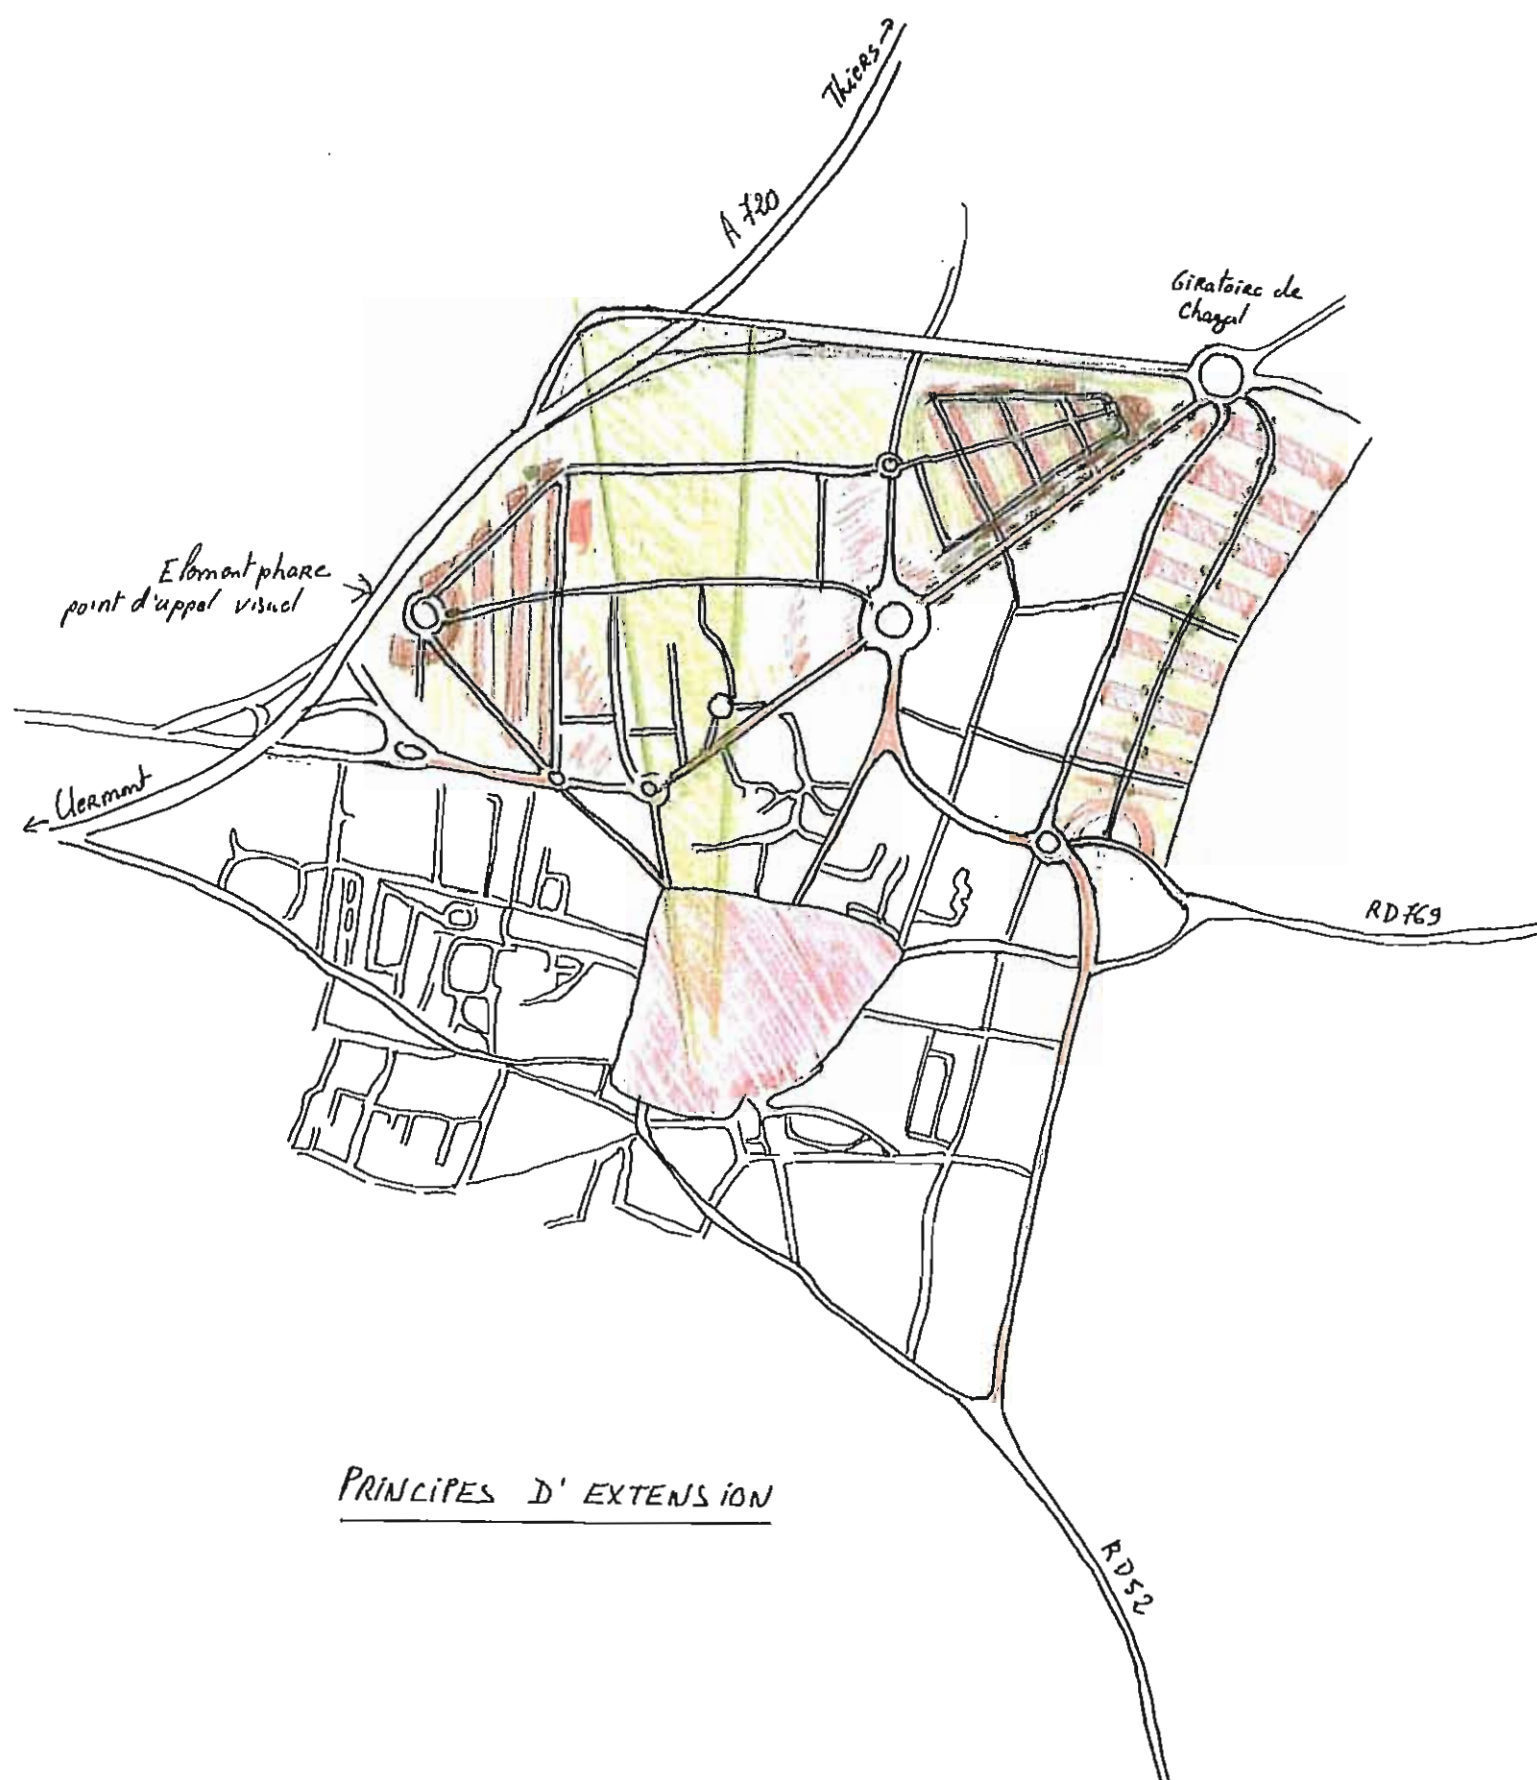 Thiers
A 720
Giratoire de
Chazal
Element phare
point d'appel visuel
Clermont
RD 769
PRINCIPES D' EXTENSION
RD 52